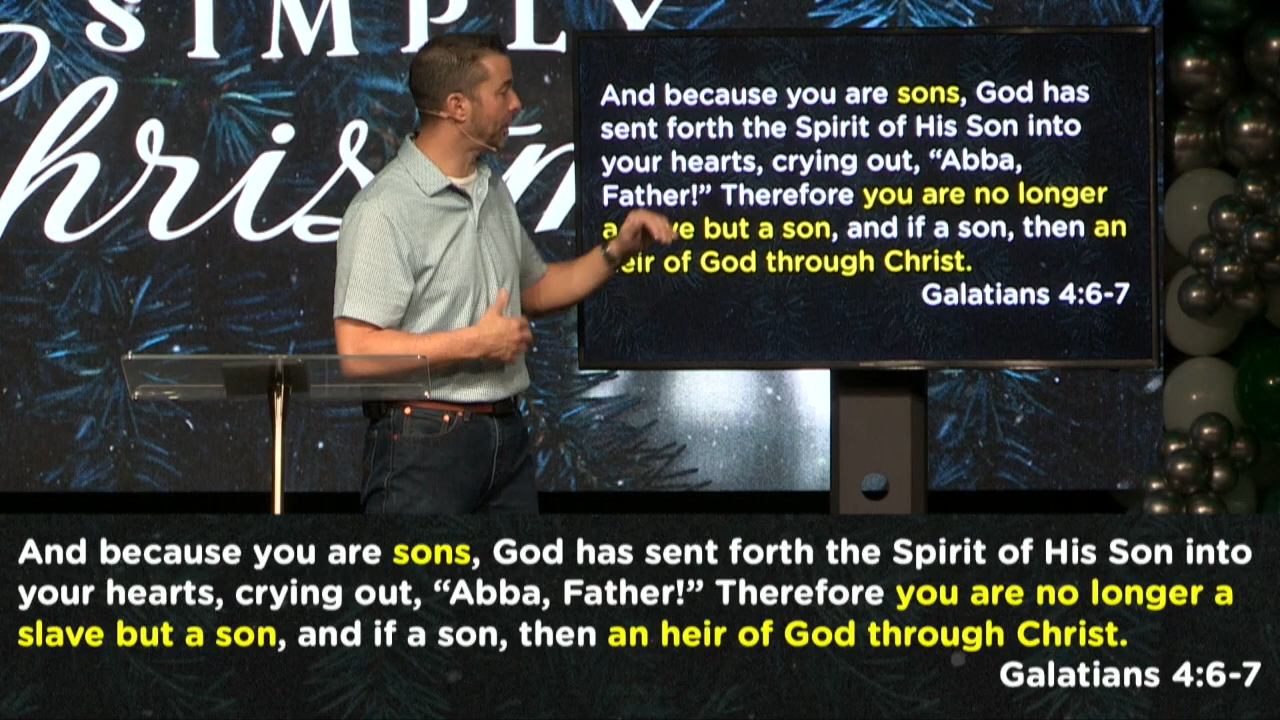 SIMPLY
Christm
And because you are sons, God has
sent forth the Spirit of His Son into
your hearts, crying out, “Abba,
Father!” Therefore you are no longer
but a son, and if a son, then an
of God through Christ.
Galatians 4:6-7
And because you are sons, God has sent forth the Spirit of His Son into
your hearts, crying out, “Abba, Father!” Therefore you are no longer a
slave but a son, and if a son, then an heir of God through Christ.
Galatians 4:6-7